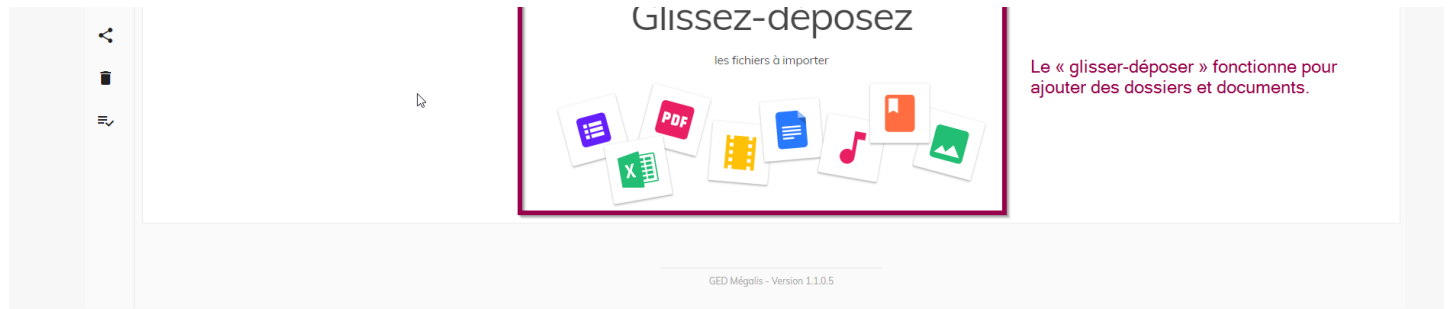 Glissez-déposez
les fichiers à importer
Le « glisser-déposer » fonctionne pour
ajouter des dossiers et documents.
PDF
X
GED Mégalis - Version 1.1.0.5